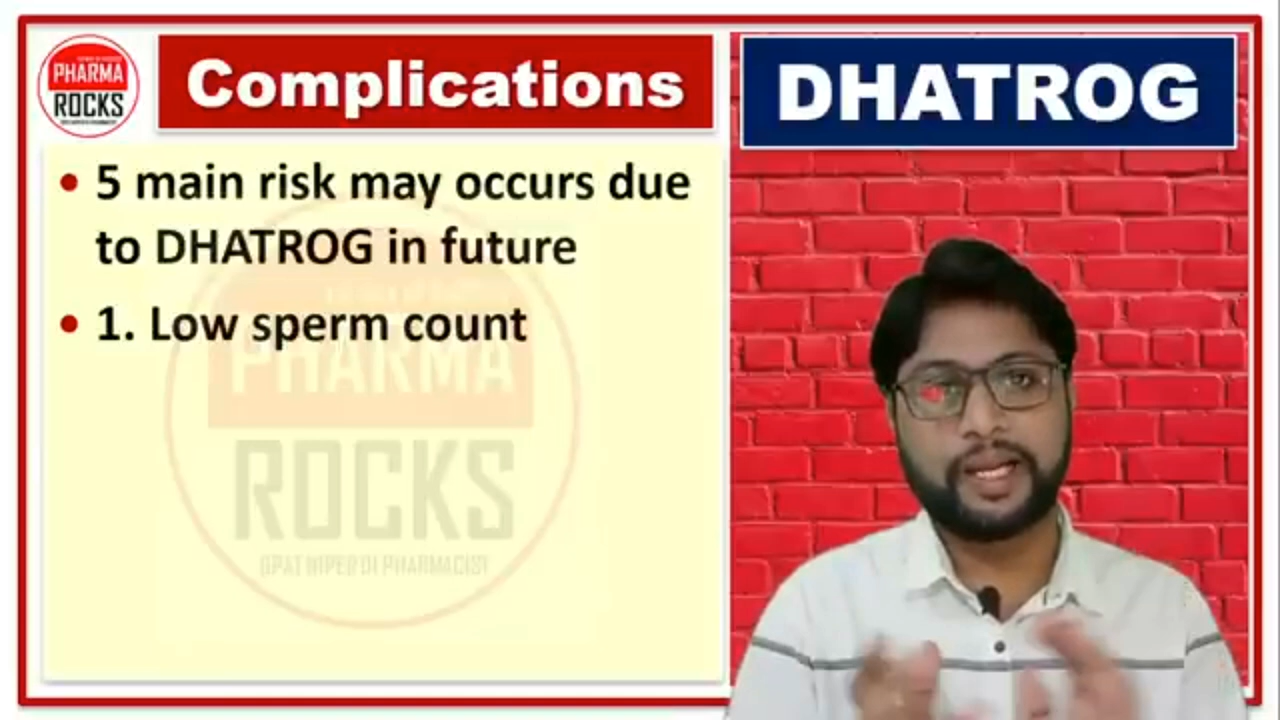 PHARMA
ROCKS
Complications
DHATROG
• 5 main risk may occurs due
to DHATROG in future
• 1. Low sperm count
PHARMA
ROCKS
GPAT NIPER DI PHARMACIST